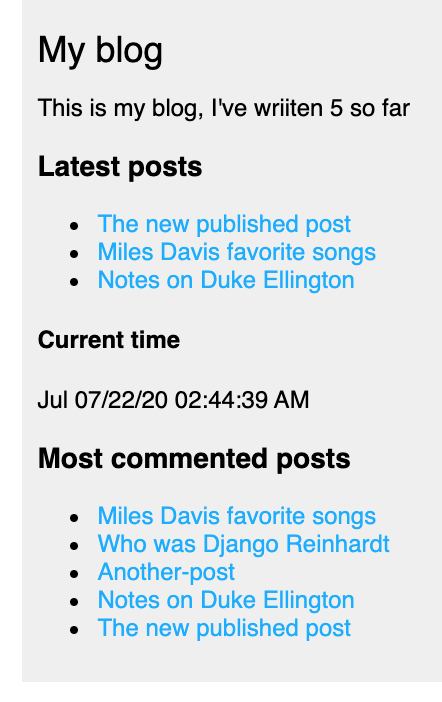 My blog
This is my blog, I've wriiten 5 so far
Latest posts
The new published post
Miles Davis favorite songs
Notes on Duke Ellington
Current time
Jul 07/22/20 02:44:39 AM
Most commented posts
Miles Davis favorite songs
Who was Django Reinhardt
Another-post
Notes on Duke Ellington
The new published post